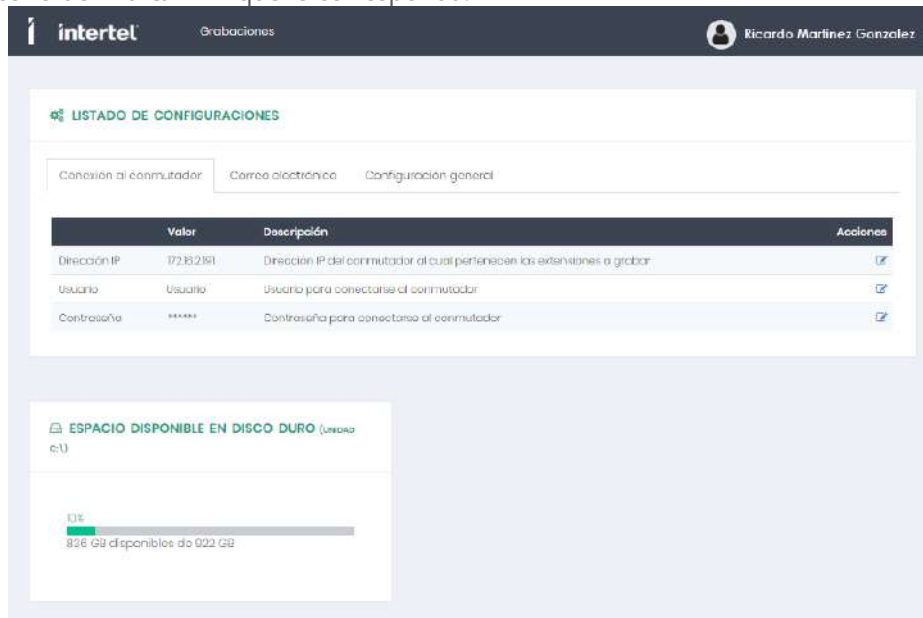 intertel
Grabaciones
Ricardo Martinez Gonzalez
LISTADO DE CONFIGURACIONES
Conexión al conmutador Correo electrónico Configuración general
Valor Descripción Acciones
Dirección IP Dirección IP del conmutador al cual pertenecen las extensiones a grabar
Usuario Usuario Usuario para conectarse al conmutador
Contraseña ****** Contraseña para conectarse al conmutador
ESPACIO DISPONIBLE EN DISCO DURO (UNIDAD
C:\)
10%
836 GB disponibles de 922 GB